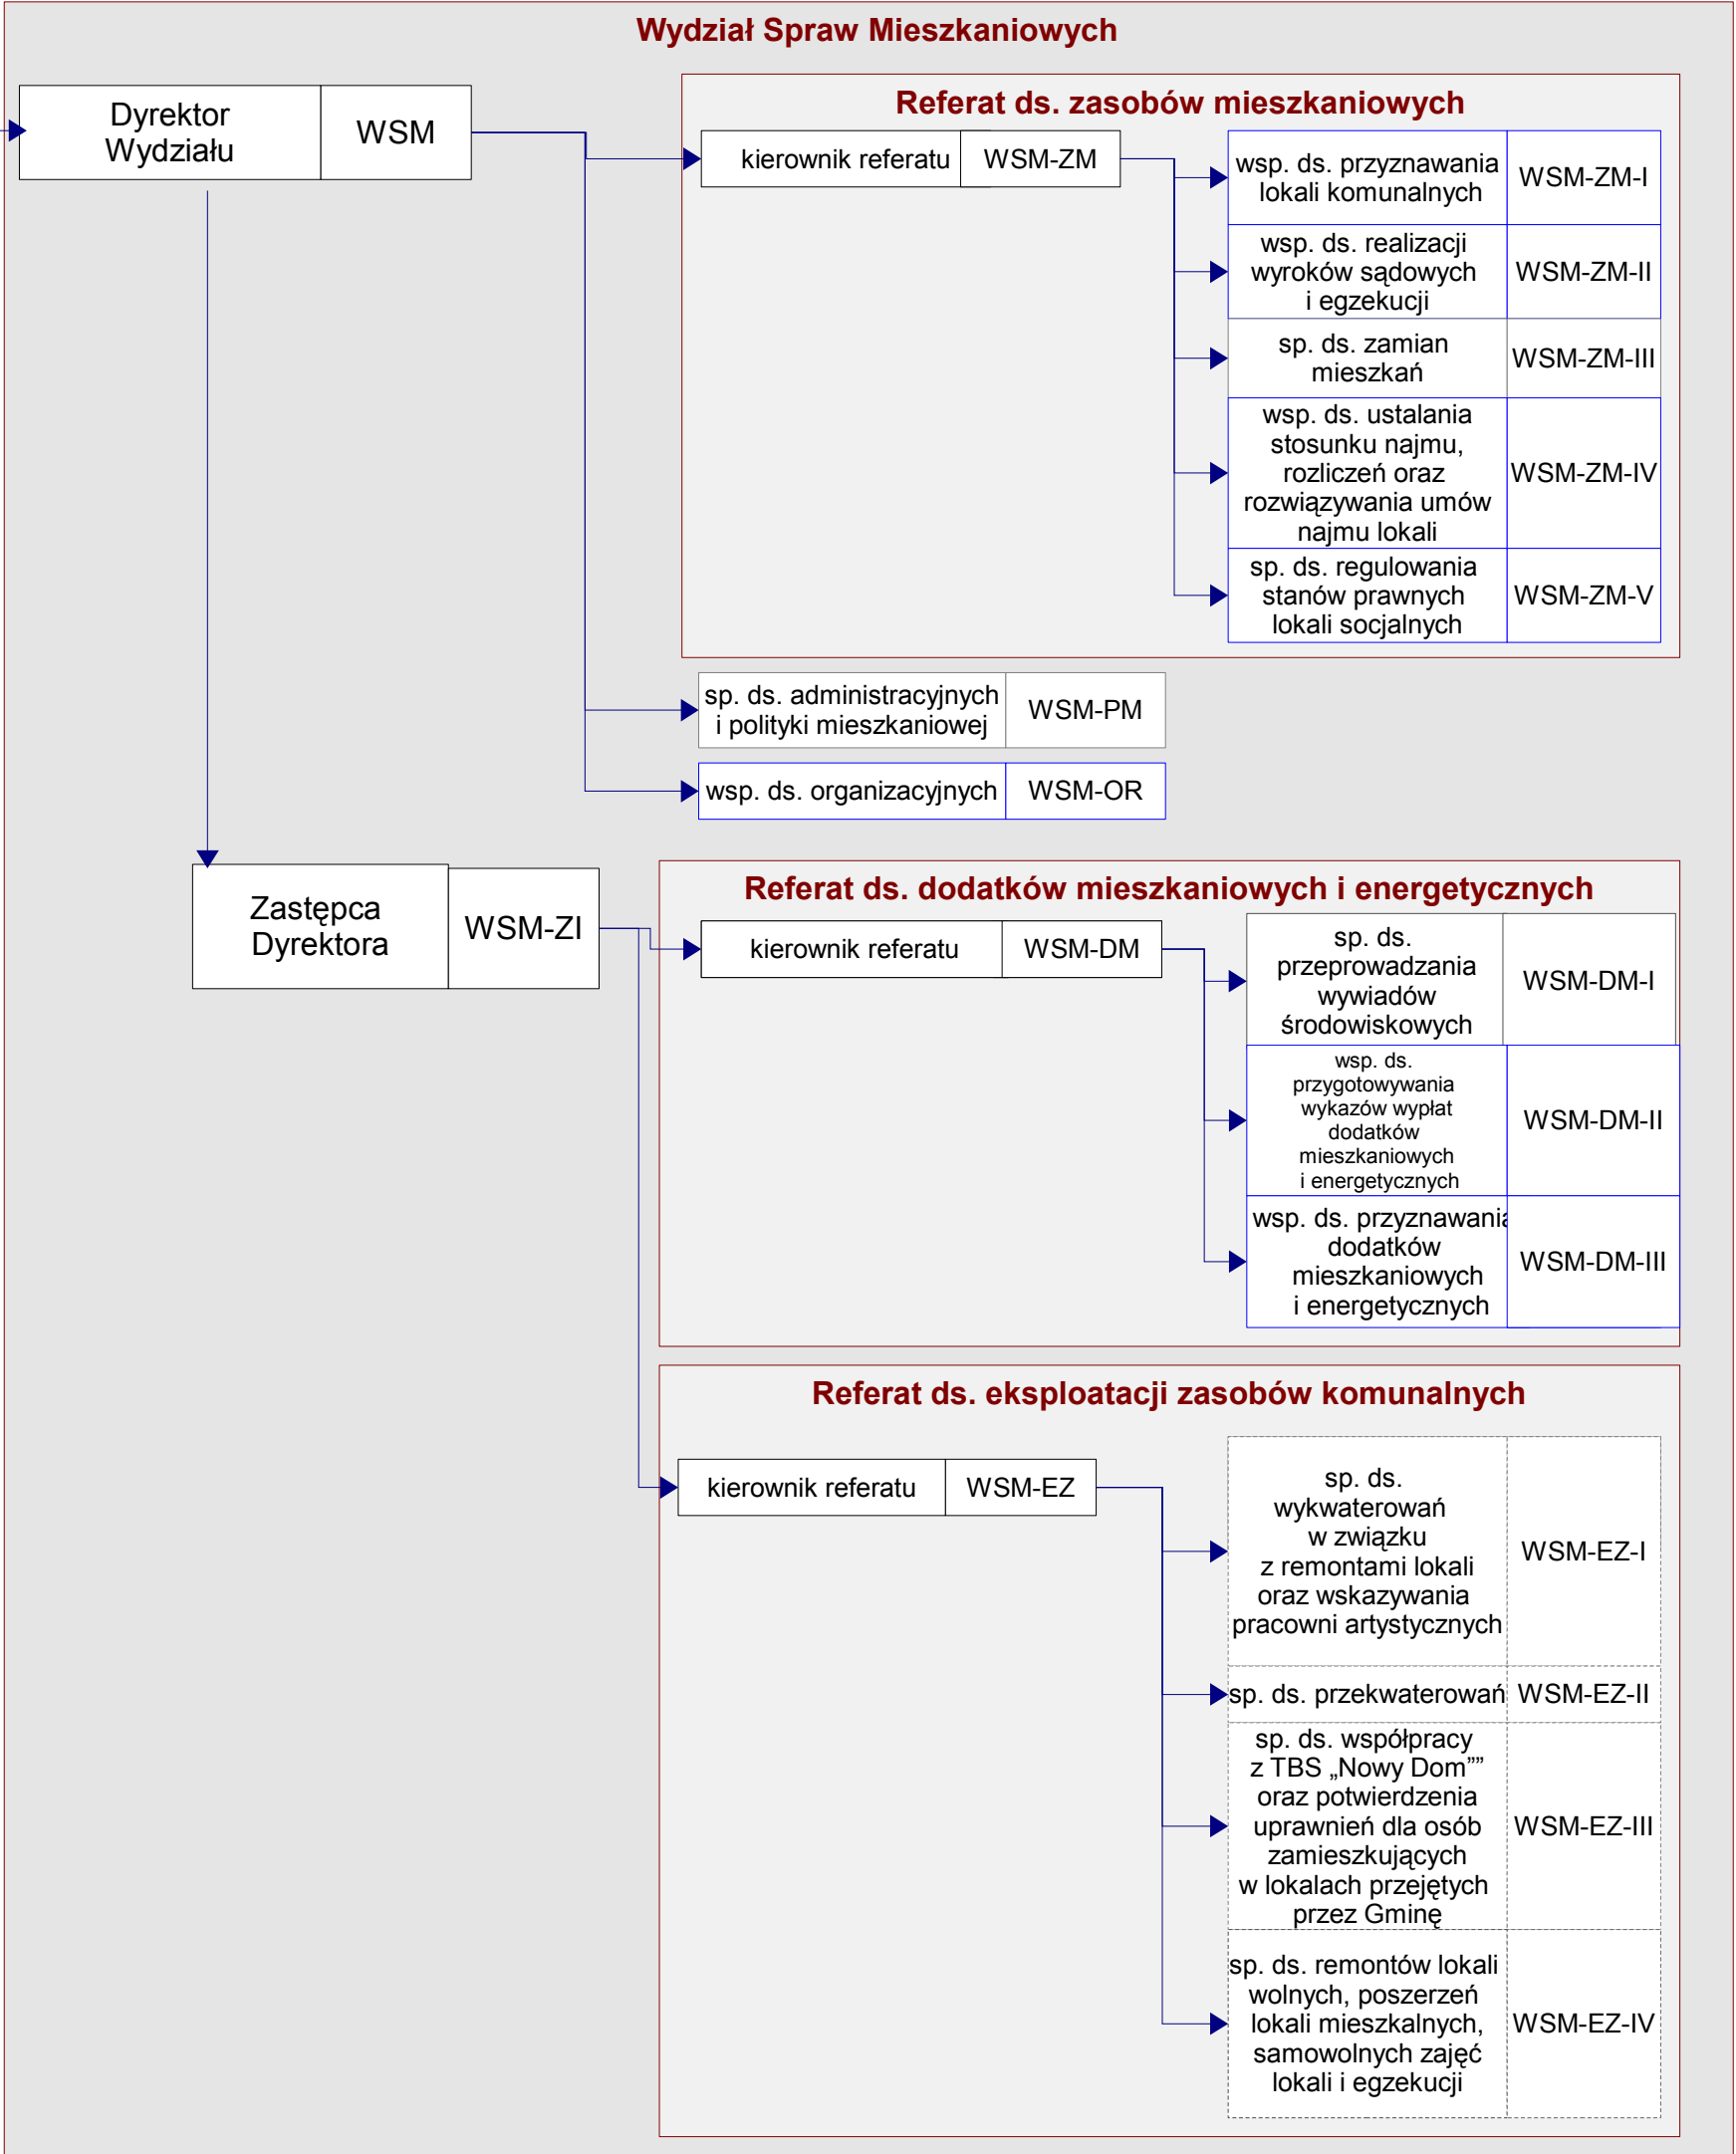 Wydział Spraw Mieszkaniowych
Dyrektor
Wydziału
WSM
Referat ds. zasobów mieszkaniowych
kierownik referatu
WSM-ZM
wsp. ds. przyznawania
lokali komunalnych
WSM-ZM-I
wsp. ds. realizacji
wyroków sądowych
i egzekucji
WSM-ZM-II
sp. ds. zamian
mieszkań
WSM-ZM-III
wsp. ds. ustalania
stosunku najmu,
rozliczeń oraz
rozwiązywania umów
najmu lokali
WSM-ZM-IV
sp. ds. regulowania
stanów prawnych
lokali socjalnych
WSM-ZM-V
sp. ds. administracyjnych
i polityki mieszkaniowej
WSM-PM
wsp. ds. organizacyjnych
WSM-OR
Zastępca
Dyrektora
WSM-ZI
Referat ds. dodatków mieszkaniowych i energetycznych
kierownik referatu
WSM-DM
sp. ds.
przeprowadzania
wywiadów
środowiskowych
WSM-DM-I
wsp. ds.
przygotowywania
wykazów wypłat
dodatków
mieszkaniowych
i energetycznych
WSM-DM-II
wsp. ds. przyznawania
dodatków
mieszkaniowych
i energetycznych
WSM-DM-III
Referat ds. eksploatacji zasobów komunalnych
kierownik referatu
WSM-EZ
sp. ds.
wykwaterowań
w związku
z remontami lokali
oraz wskazywania
pracowni artystycznych
WSM-EZ-I
sp. ds. przekwaterowań
WSM-EZ-II
sp. ds. współpracy
z TBS „Nowy Dom””
oraz potwierdzenia
uprawnień dla osób
zamieszkujących
w lokalach przejętych
przez Gminę
WSM-EZ-III
sp. ds. remontów lokali
wolnych, poszerzeń
lokali mieszkalnych,
samowolnych zajęć
lokali i egzekucji
WSM-EZ-IV